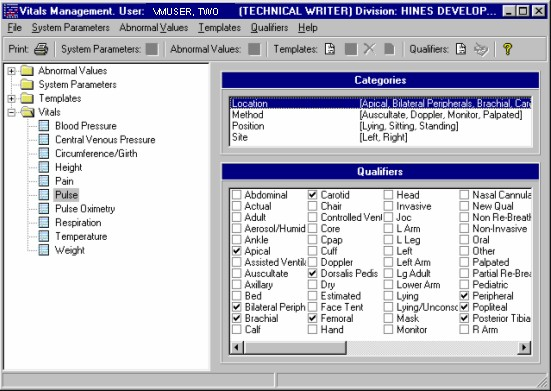 Vitals Management. User: VMUSER, TWO (TECHNICAL WRITER) Division: HINES DEVELOP...
File System Parameters Abnormal Values Templates Qualifiers Help
Print: System Parameters: Abnormal Values: Templates: Qualifiers: ?
Abnormal Values
System Parameters
Templates
Vitals
Blood Pressure
Central Venous Pressure
Circumference/Girth
Height
Pain
Pulse
Pulse Oximetry
Respiration
Temperature
Weight
Categories
Location [Apical, Bilateral Peripherals, Brachial, Car
Method [Auscultate, Doppler, Monitor, Palpated]
Position [Lying, Sitting, Standing]
Site [Left, Right]
Qualifiers
Abdominal Carotid Head Nasal Cannula
Actual Chair Invasive New Qual
Adult Controlled Venti Joc Non Re-Breath
Aerosol/Humid Core L Arm Non-Invasive
Ankle Cpap L Leg Oral
Apical Cuff Left Other
Assisted Ventila Doppler Left Arm Palpated
Auscultate Dorsalis Pedis Lg Adult Partial Re-Brea
Axillary Dry Lower Arm Pediatric
Bed Estimated Lying Peripheral
Bilateral Periph Face Tent Lying/Unconsc Popliteal
Brachial Femoral Mask Posterior Tibia
Calf Hand Monitor R Arm